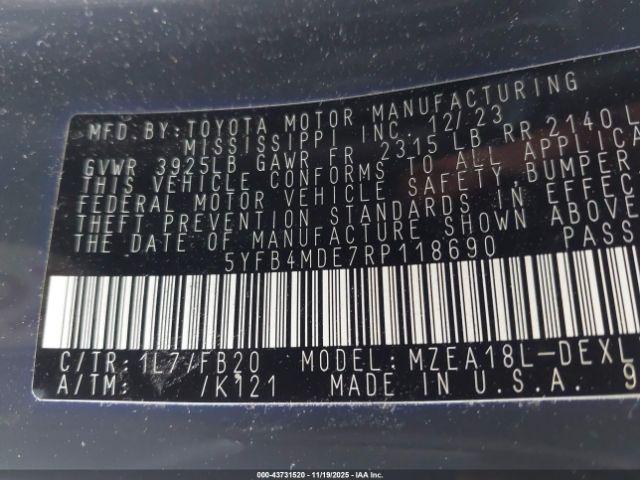 MFD. BY: TOYOTA MOTOR MANUFACTURING
MISSISSIPPI INC. 12/23
GVWR 3925LB GAWR FR 2315 LB RR 2140 L
THIS VEHICLE CONFORMS TO ALL APPLICA
FEDERAL MOTOR VEHICLE SAFETY, BUMPER,
THEFT PREVENTION STANDARDS IN EFFEC
THE DATE OF MANUFACTURE SHOWN ABOVE
5YFB4MDE7RP118690 PASS
C/TR: 1L7/FB20 MODEL: MZEA18L-DEXL
A/TM: /K121 MADE IN U.S.A. 9
000-43731520 - 11/19/2025 - IAA Inc.